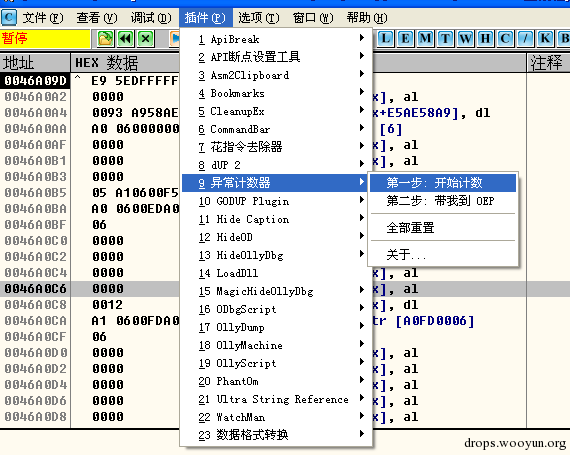 文件(F) 查看(V) 调试(D) 插件(P) 选项(T) 窗口(W) 帮助(H)
暂停 L E M T W H C / K B
地址 HEX 数据 注释
1 ApiBreak
2 API断点设置工具
3 Asm2Clipboard
4 Bookmarks
5 CleanupEx
6 CommandBar
7 花指令去除器
8 dUP 2
9 异常计数器
10 GODUP Plugin
11 Hide Caption
12 HideOD
13 HideOllyDbg
14 LoadDll
15 MagicHideOllyDbg
16 ODbgScript
17 OllyDump
18 OllyMachine
19 OllyScript
20 PhantOm
21 Ultra String Reference
22 WatchMan
23 数据格式转换
第一步: 开始计数
第二步: 带我到 OEP
全部重置
关于...
0046A09D ^ E9 5EDFFFFF
0046A0A2 0000 x], al
0046A0A4 0093 A958AE x+E5AE58A9], dl
0046A0AA A0 06000000 [6]
0046A0AF 0000 x], al
0046A0B1 0000 x], al
0046A0B3 0000 x], al
0046A0B5 05 A10600F5
0046A0BA A0 0600EDA0
0046A0BF 06
0046A0C0 0000
0046A0C2 0000
0046A0C4 0000 x], al
0046A0C6 0000 x], al
0046A0C8 0012 x], dl
0046A0CA A1 0600FDA0 tr [A0FD0006]
0046A0CF 06
0046A0D0 0000 x], al
0046A0D2 0000 x], al
0046A0D4 0000 x], al
0046A0D6 0000 x], al
0046A0D8 0000 x], al
drops.wooyun.org